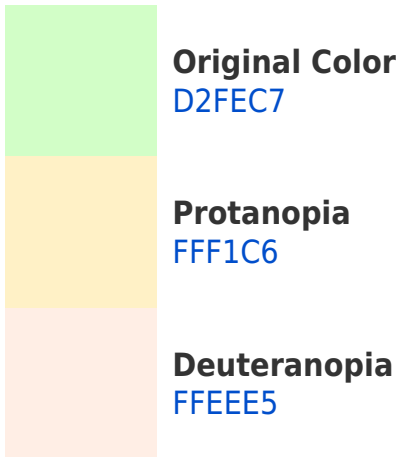 Original Color
D2FEC7
Protanopia
FFF1C6
Deuteranopia
FFEEE5